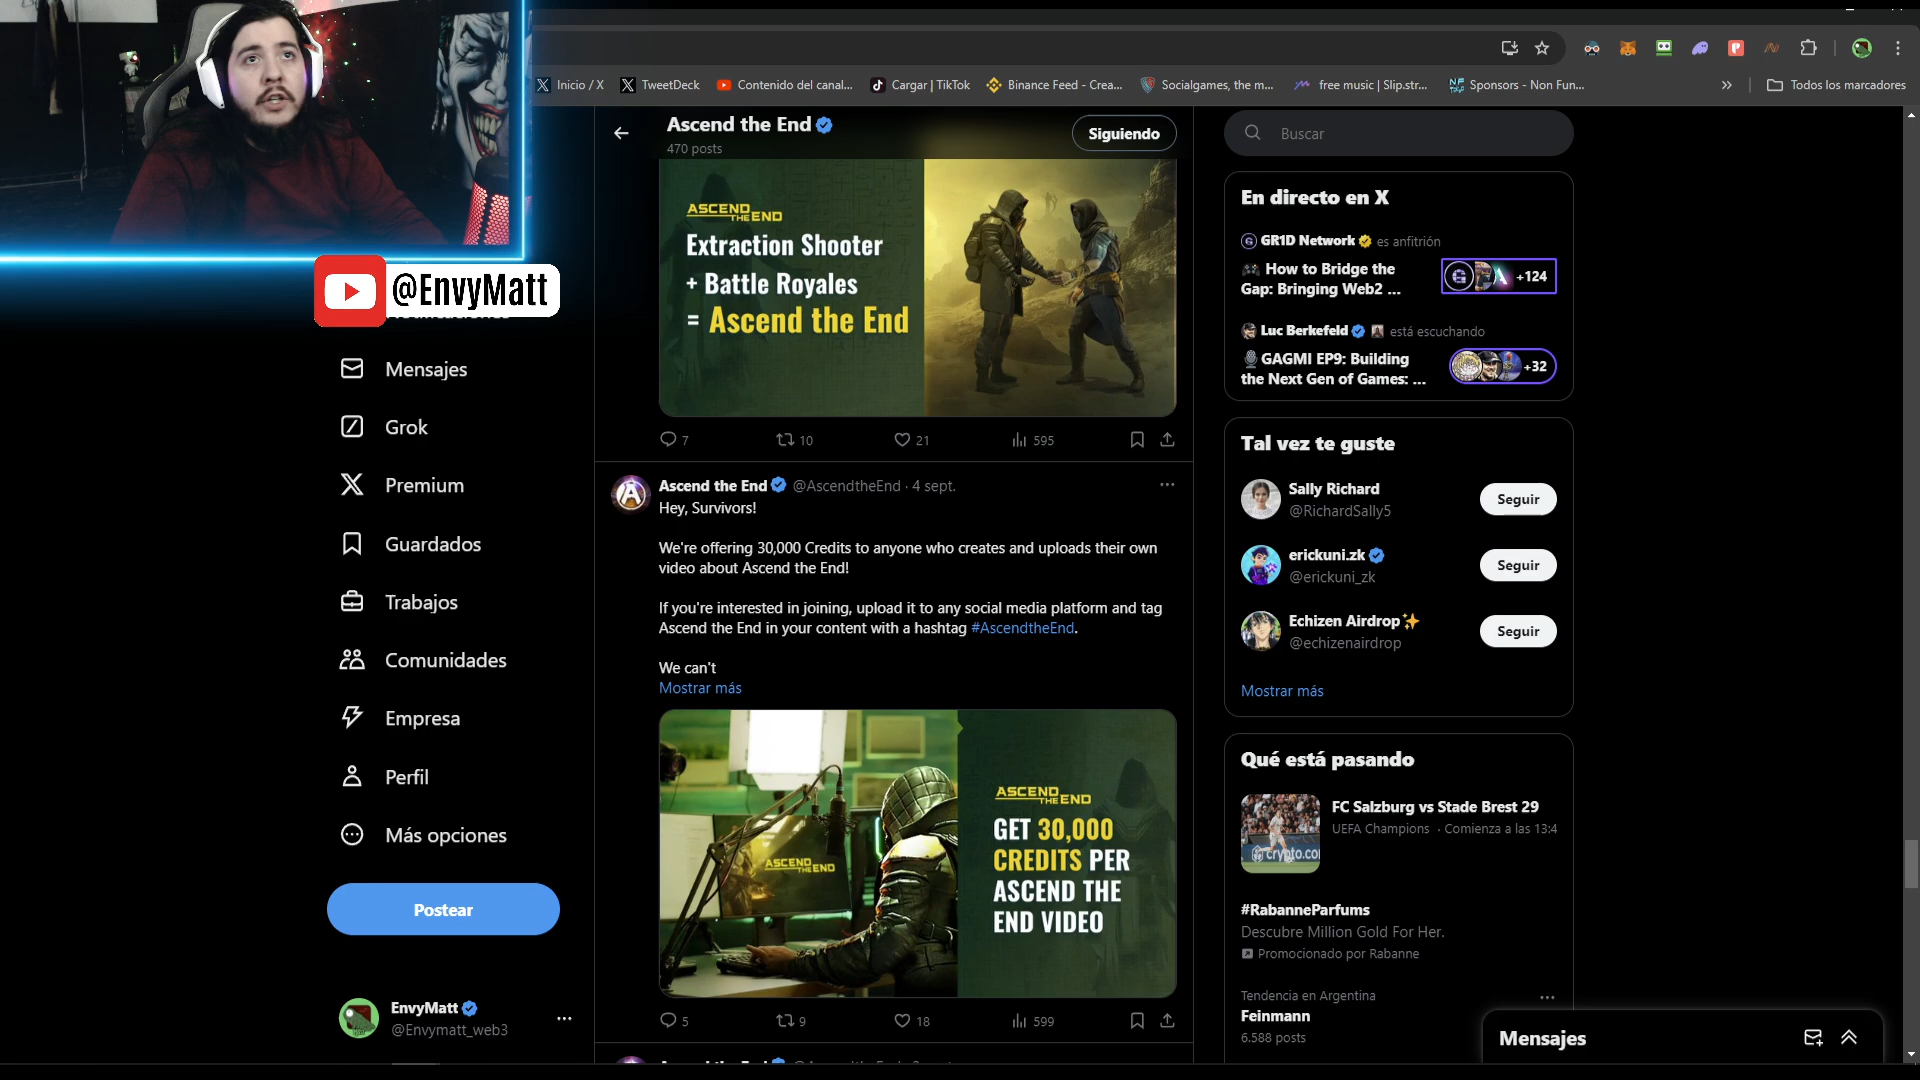 @EnvyMatt
Inicio / X
TweetDeck
Contenido del canal...
Cargar | TikTok
Binance Feed - Crea...
Socialgames, the m...
free music | Slip.str...
Sponsors - Non Fun...
Todos los marcadores
Mensajes
Grok
Premium
Guardados
Trabajos
Comunidades
Empresa
Perfil
Más opciones
Postear
EnvyMatt
@Envymatt_web3
Ascend the End
470 posts
Siguiendo
ASCEND
THE END
Extraction Shooter
+ Battle Royales
= Ascend the End
7
10
21
595
Ascend the End @AscendtheEnd · 4 sept.
Hey, Survivors!
We're offering 30,000 Credits to anyone who creates and uploads their own
video about Ascend the End!
If you're interested in joining, upload it to any social media platform and tag
Ascend the End in your content with a hashtag #AscendtheEnd.
We can't
Mostrar más
ASCEND
THE END
ASCEND
THE END
GET 30,000
CREDITS PER
ASCEND THE
END VIDEO
5
9
18
599
Buscar
En directo en X
GR1D Network es anfitrión
How to Bridge the
Gap: Bringing Web2 ...
+124
Luc Berkefeld está escuchando
GAGMI EP9: Building
the Next Gen of Games: ...
+32
Tal vez te guste
Sally Richard
@RichardSally5
Seguir
erickuni.zk
@erickuni_zk
Seguir
Echizen Airdrop
@echizenairdrop
Seguir
Mostrar más
Qué está pasando
FC Salzburg vs Stade Brest 29
UEFA Champions · Comienza a las 13:4
crypto.co
#RabanneParfums
Descubre Million Gold For Her.
Promocionado por Rabanne
Tendencia en Argentina
Feinmann
6.588 posts
Mensajes